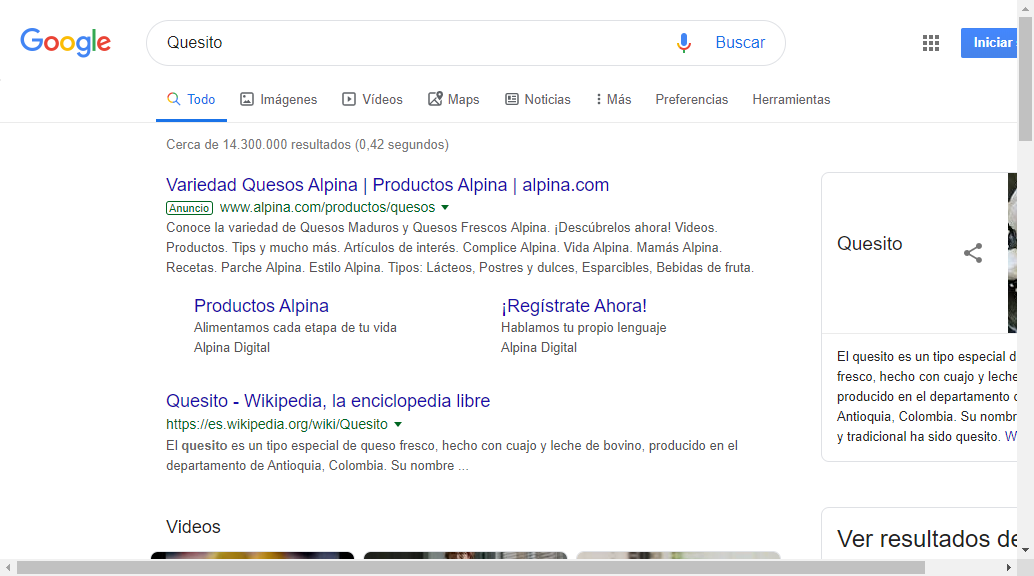 Google
Quesito
Buscar
Iniciar
Todo
Imágenes
Vídeos
Maps
Noticias
Más
Preferencias
Herramientas
Cerca de 14.300.000 resultados (0,42 segundos)
Variedad Quesos Alpina | Productos Alpina | alpina.com
Anuncio www.alpina.com/productos/quesos
Conoce la variedad de Quesos Maduros y Quesos Frescos Alpina. ¡Descúbrelos ahora! Videos.
Productos. Tips y mucho más. Artículos de interés. Complice Alpina. Vida Alpina. Mamás Alpina.
Recetas. Parche Alpina. Estilo Alpina. Tipos: Lácteos, Postres y dulces, Esparcibles, Bebidas de fruta.
Productos Alpina
Alimentamos cada etapa de tu vida
Alpina Digital
¡Regístrate Ahora!
Hablamos tu propio lenguaje
Alpina Digital
Quesito - Wikipedia, la enciclopedia libre
https://es.wikipedia.org/wiki/Quesito
El quesito es un tipo especial de queso fresco, hecho con cuajo y leche de bovino, producido en el
departamento de Antioquia, Colombia. Su nombre ...
Videos
Quesito
El quesito es un tipo especial d
fresco, hecho con cuajo y leche
producido en el departamento
Antioquia, Colombia. Su nombr
y tradicional ha sido quesito. W
Ver resultados de